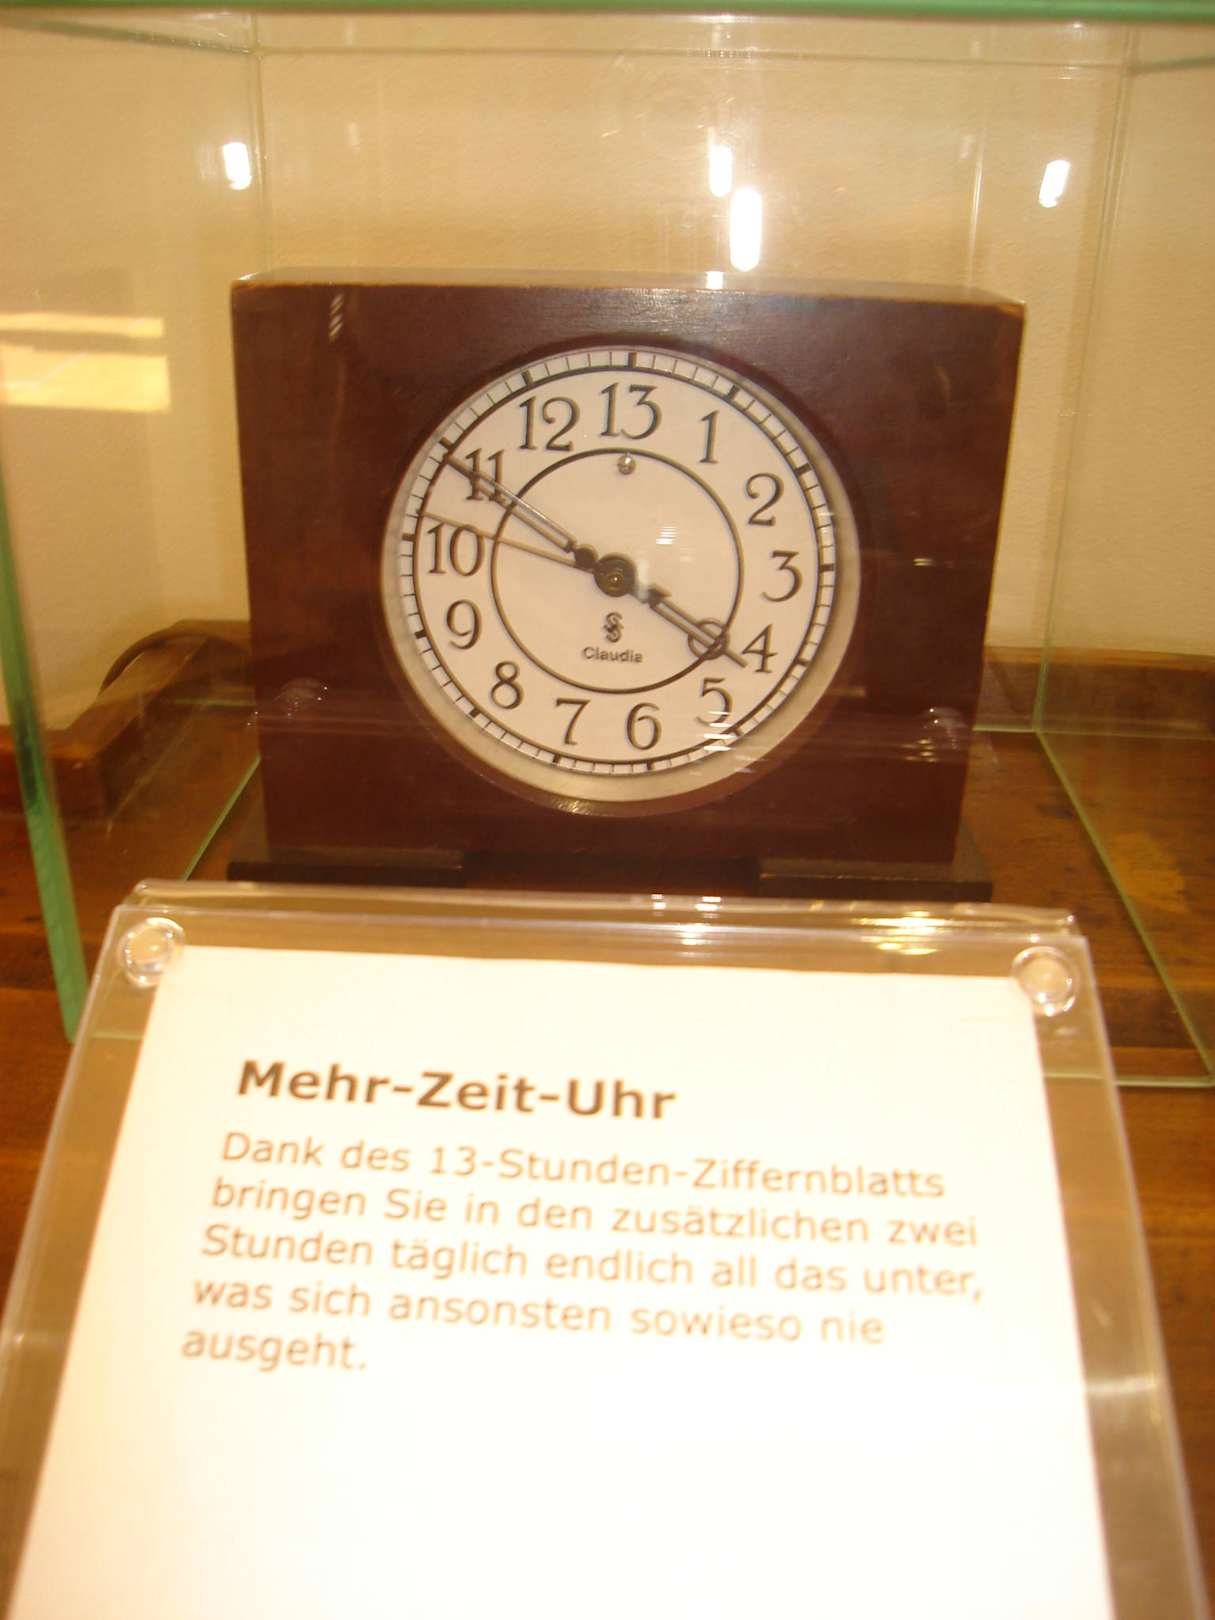 13
12
1
11
2
10
3
9
4
8
5
7
6
Claudia
Mehr-Zeit-Uhr
Dank des 13-Stunden-Ziffernblatts
bringen Sie in den zusätzlichen zwei
Stunden täglich endlich all das unter,
was sich ansonsten sowieso nie
ausgeht.